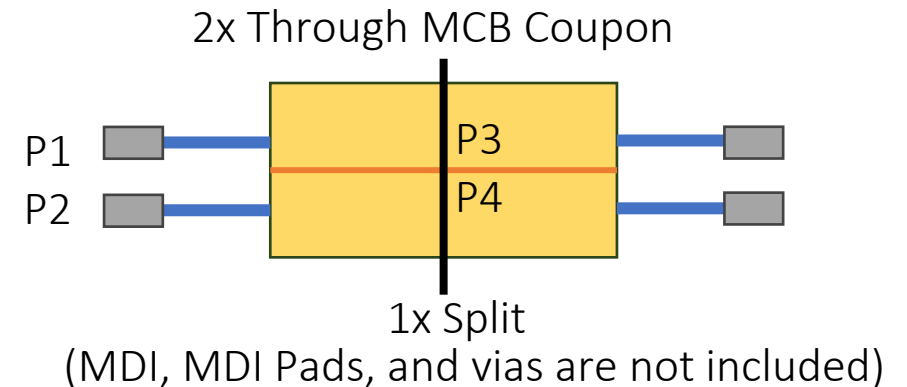 2x Through MCB Coupon
P1
P3
P2
P4
1x Split
(MDI, MDI Pads, and vias are not included)